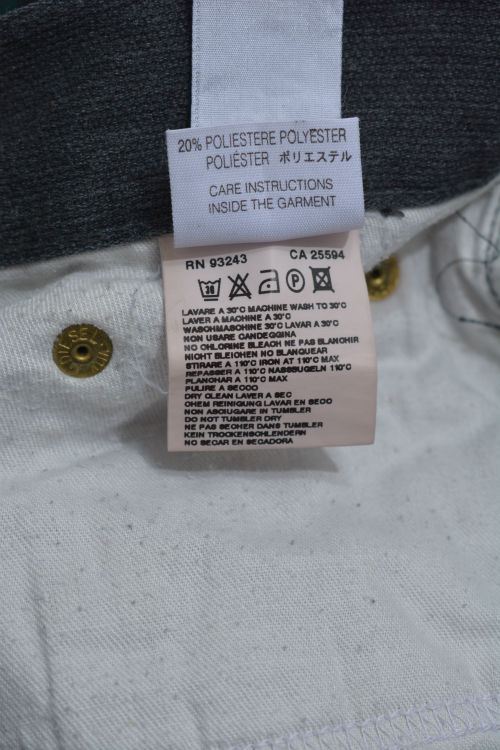 20% POLIESTERE POLYESTER
POLIÉSTER ポリエステル
CARE INSTRUCTIONS
INSIDE THE GARMENT
RN 93243 CA 25594
30 P
LAVARE A 30°C MACHINE WASH TO 30°C
LAVER A MACHINE A 30°C
WASCHMASCHINE 30°C LAVAR A 30°C
NON USARE CANDEGGINA
NO CHLORINE BLEACH NE PAS BLANCHIR
NICHT BLEICHEN NO BLANQUEAR
STIRARE A 110°C IRON AT 110°C MAX
REPASSER A 110°C MAX NASSBUGELN 110°C
PLANCHAR A 110°C MAX
PULIRE A SECCO
DRY CLEAN LAVER A SEC
CHEM REINIGUNG LAVAR EN SECO
NON ASCIUGARE IN TUMBLER
DO NOT TUMBLER DRY
NE PAS SECHER DANS TUMBLER
KEIN TROCKENSCHLENDERN
NO SECAR EN SECADORA